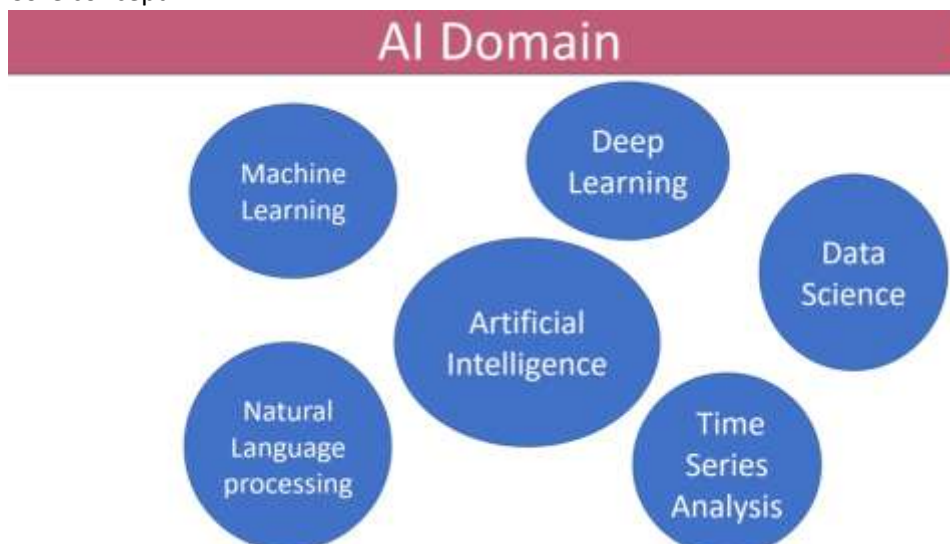 AI Domain
Machine
Learning
Deep
Learning
Data
Science
Artificial
Intelligence
Natural
Language
processing
Time
Series
Analysis